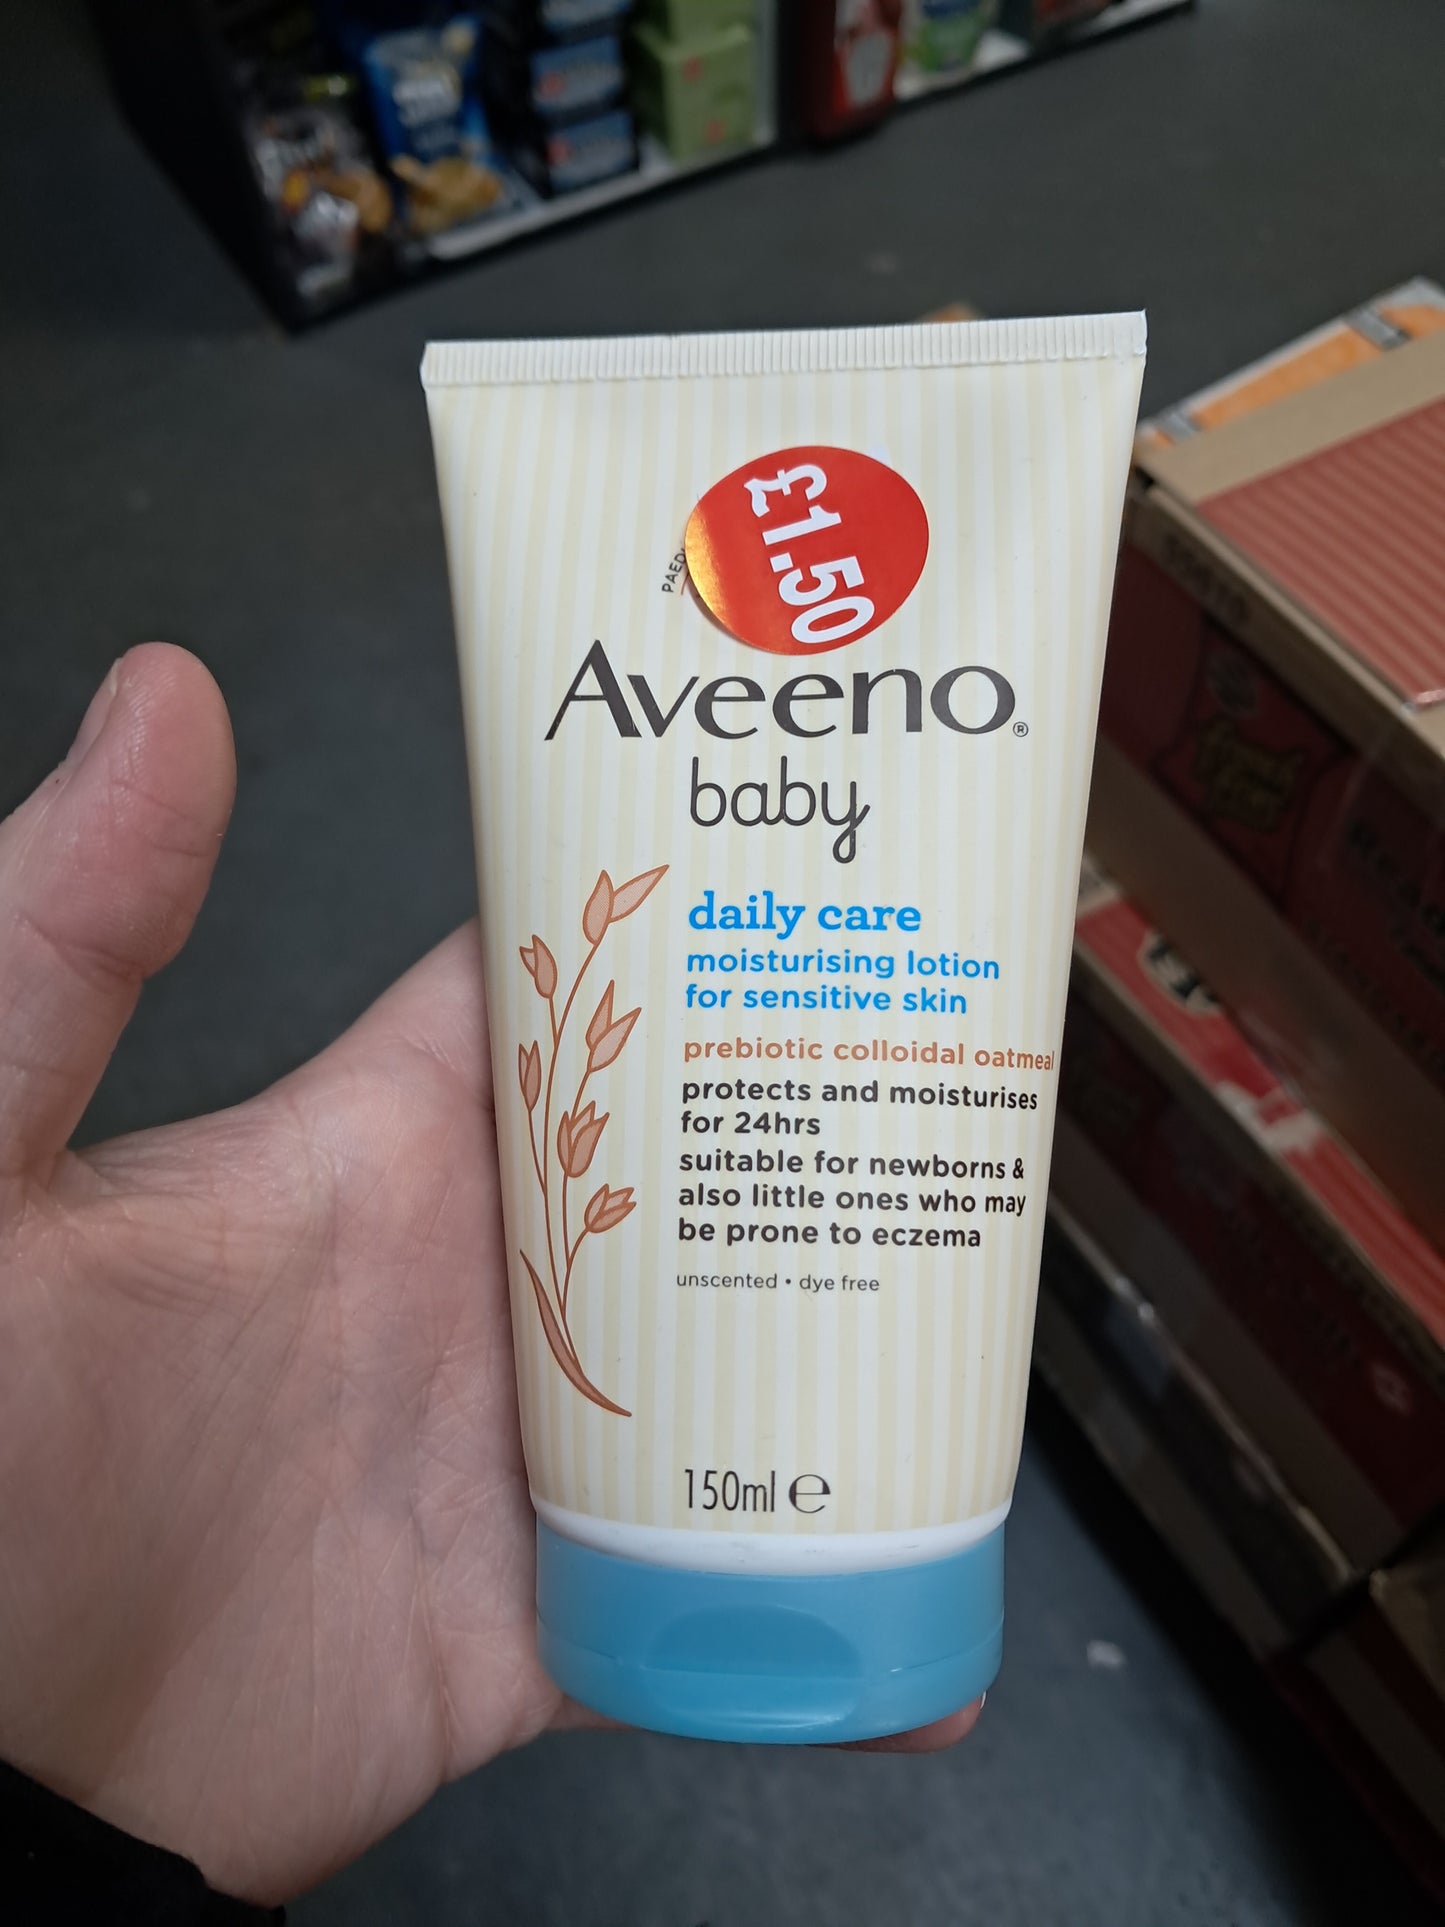 £1.50
PAEDI
Aveeno®
baby
daily care
moisturising lotion
for sensitive skin
prebiotic colloidal oatmeal
protects and moisturises
for 24hrs
suitable for newborns &
also little ones who may
be prone to eczema
unscented • dye free
150ml ℮